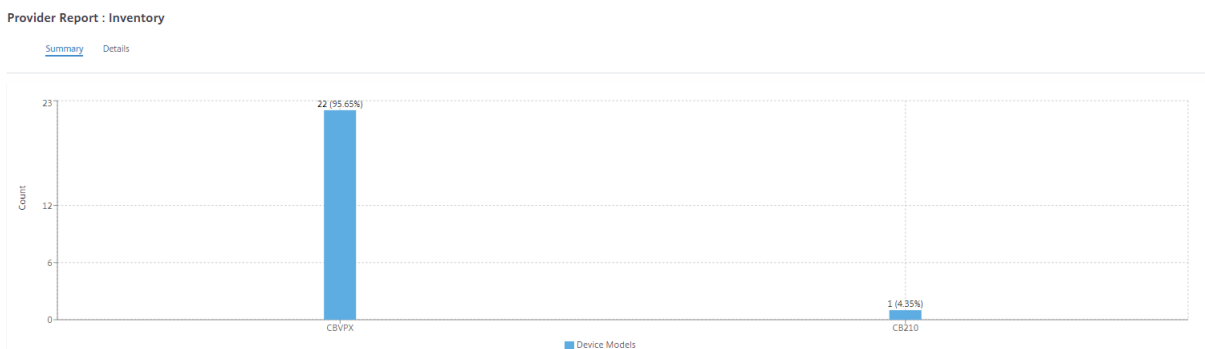 Provider Report : Inventory
Summary Details
23
22 (95.65%)
Count
12
6
1 (4.35%)
0
CBVPX CB210
Device Models